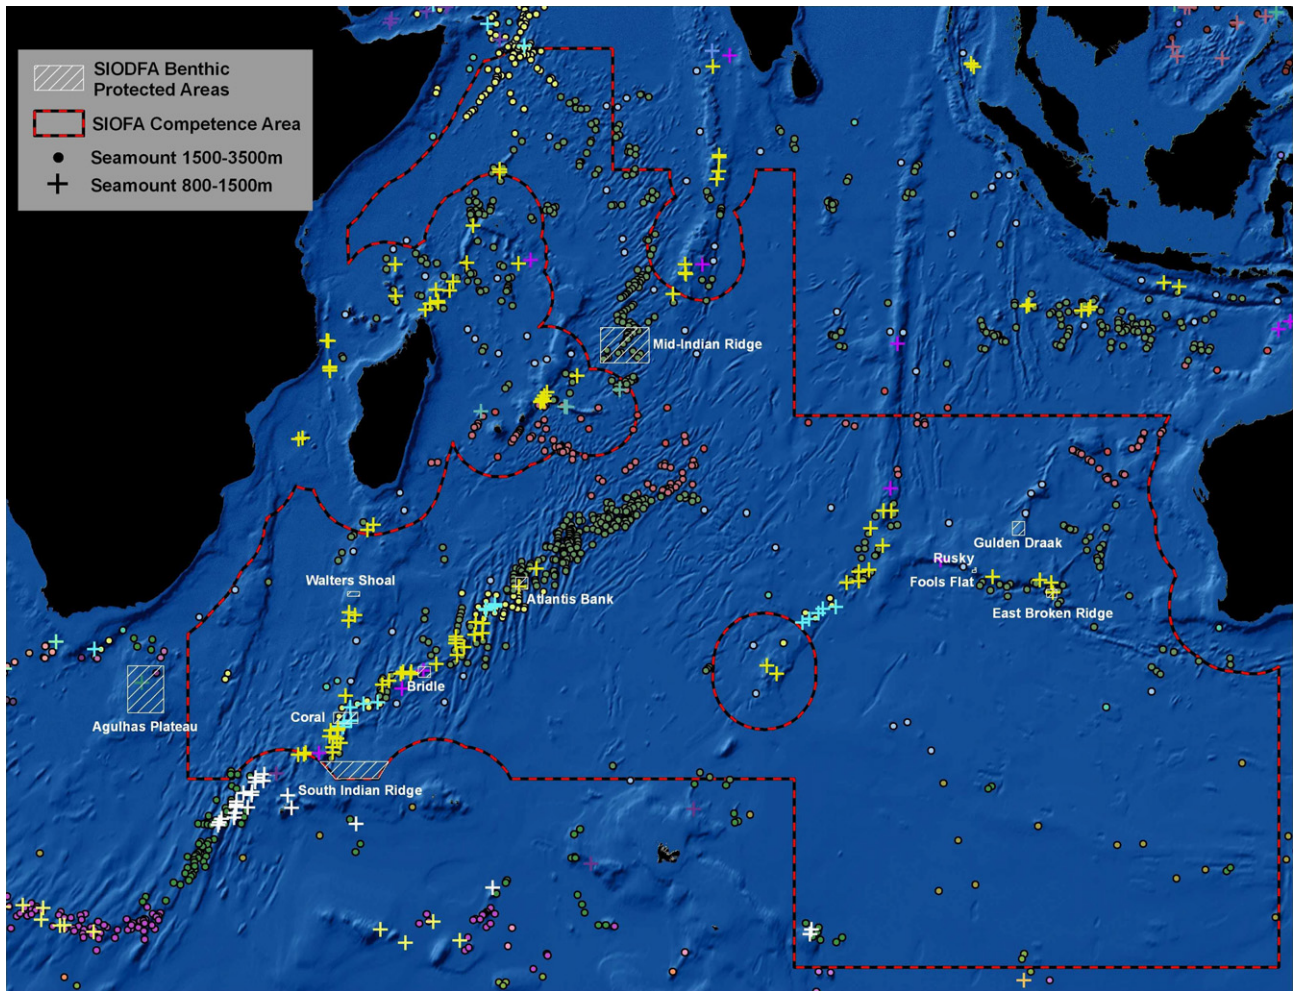 SIODFA Benthic
Protected Areas
SIOFA Competence Area
Seamount 1500-3500m
Seamount 800-1500m
Mid-Indian Ridge
Gulden Draak
Rusky
Fools Flat
Walters Shoal
Atlantis Bank
East Broken Ridge
Bridle
Coral
Agulhas Plateau
South Indian Ridge